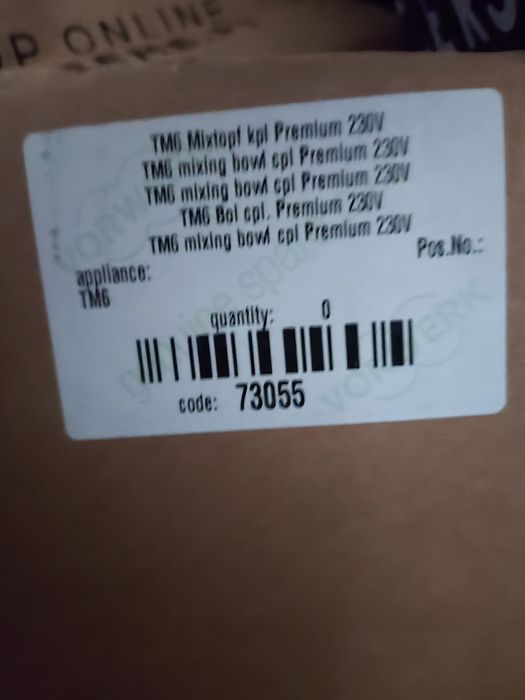 P ONLINE
TM6 Mixtopf kpl Premium 230V
TM6 mixing bowl cpl Premium 230V
TM6 mixing bowl cpl Premium 230V
TM6 Bol cpl. Premium 230V
TM6 mixing bowl cpl Premium 230V
Pos.No.:
appliance:
TM6
quantity: 0
code: 73055
VORWERK